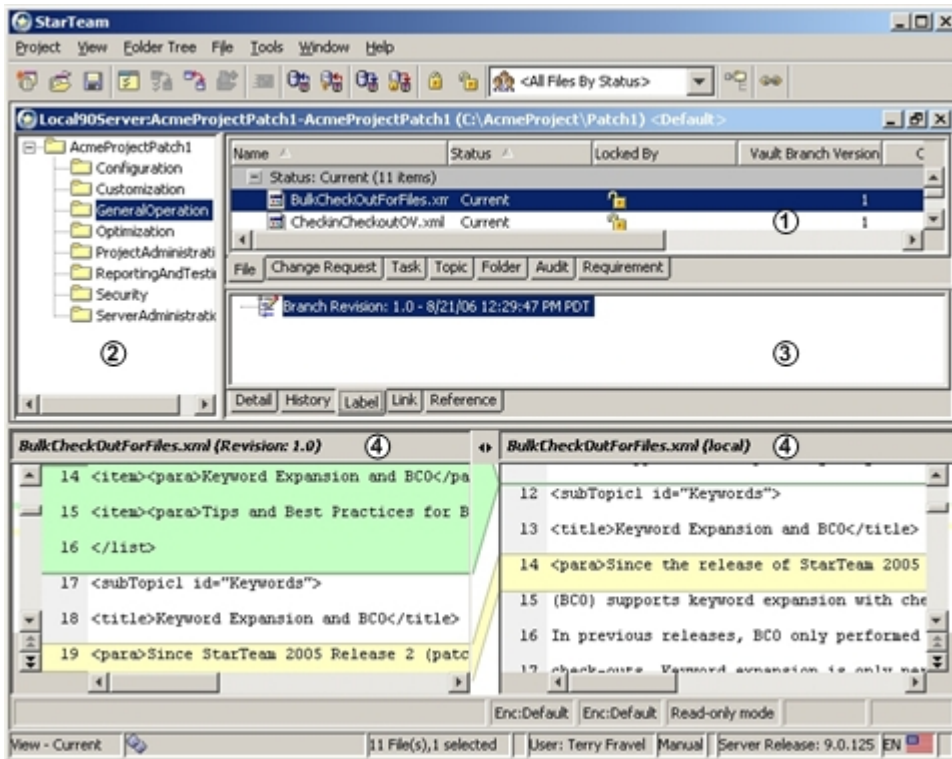 StarTeam
Project View Folder Tree File Tools Window Help
<All Files By Status>
Local90Server:AcmeProjectPatch1-AcmeProjectPatch1 (C:\AcmeProject\Patch1) <Default>
AcmeProjectPatch1
Configuration
Customization
GeneralOperation
Optimization
ProjectAdministrati
ReportingAndTesti
Security
ServerAdministratic
2
Name Status Locked By Vault Branch Version C
Status: Current (11 items)
BulkCheckOutForFiles.xm Current 1
CheckinCheckoutOV.xml Current 1
1
File Change Request Task Topic Folder Audit Requirement
Branch Revision: 1.0 - 8/21/06 12:29:47 PM PDT
3
Detail History Label Link Reference
BulkCheckOutForFiles.xml (Revision: 1.0) 4
14 <item><para>Keyword Expansion and BCO</pa
15 <item><para>Tips and Best Practices for B
16 </list>
17 <subTopic1 id="Keywords">
18 <title>Keyword Expansion and BCO</title>
19 <para>Since StarTeam 2005 Release 2 (patc
BulkCheckOutForFiles.xml (local) 4
12 <subTopic1 id="Keywords">
13 <title>Keyword Expansion and BCO</title>
14 <para>Since the release of StarTeam 2005
15 (BCO) supports keyword expansion with che
16 In previous releases, BCO only performed
17 check-outs. Keyword expansion is only
Enc:Default Enc:Default Read-only mode
View - Current 11 File(s),1 selected User: Terry Fravel Manual Server Release: 9.0.125 EN